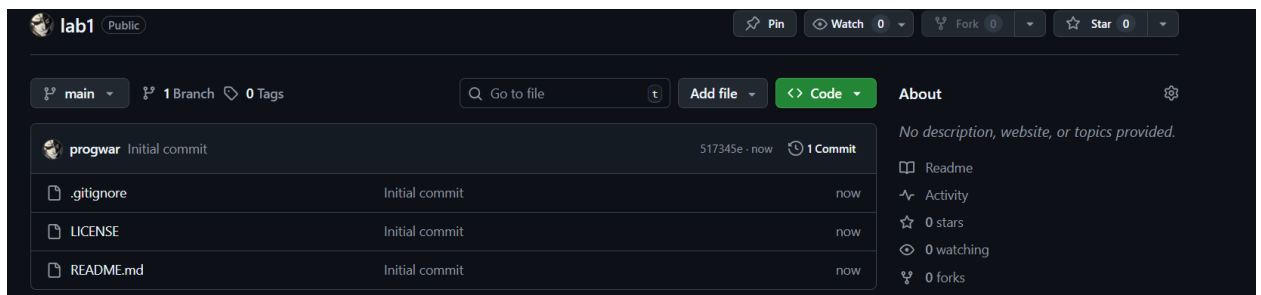 lab1 Public Pin Watch 0 Fork 0 Star 0
main 1 Branch 0 Tags Go to file t Add file Code
progwar Initial commit 517345e · now 1 Commit
.gitignore Initial commit now
LICENSE Initial commit now
README.md Initial commit now
About
No description, website, or topics provided.
Readme
Activity
0 stars
0 watching
0 forks